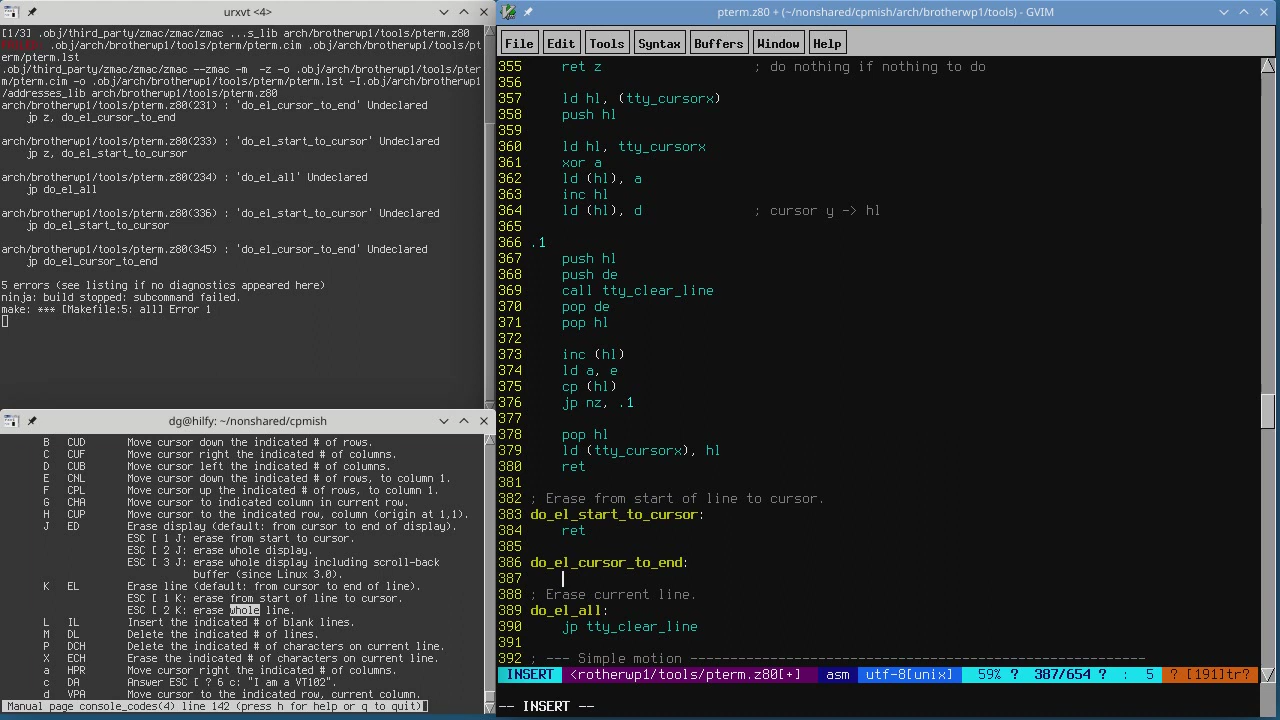 urxvt <4>
[1/3] .obj/third_party/zmac/zmac/zmac ...s_lib arch/brotherwp1/tools/pterm.z80
FAILED: .obj/arch/brotherwp1/tools/pterm/pterm.cim .obj/arch/brotherwp1/tools/pt
erm/pterm.lst
.obj/third_party/zmac/zmac/zmac --zmac -m  -z -o .obj/arch/brotherwp1/tools/pter
m/pterm.cim -o .obj/arch/brotherwp1/tools/pterm/pterm.lst -I.obj/arch/brotherwp1
/addresses_lib arch/brotherwp1/tools/pterm.z80
arch/brotherwp1/tools/pterm.z80(231) : 'do_el_cursor_to_end' Undeclared
    jp z, do_el_cursor_to_end
arch/brotherwp1/tools/pterm.z80(233) : 'do_el_start_to_cursor' Undeclared
    jp z, do_el_start_to_cursor
arch/brotherwp1/tools/pterm.z80(234) : 'do_el_all' Undeclared
    jp do_el_all
arch/brotherwp1/tools/pterm.z80(336) : 'do_el_start_to_cursor' Undeclared
    jp do_el_start_to_cursor
arch/brotherwp1/tools/pterm.z80(345) : 'do_el_cursor_to_end' Undeclared
    jp do_el_cursor_to_end
5 errors (see listing if no diagnostics appeared here)
ninja: build stopped: subcommand failed.
make: *** [Makefile:5: all] Error 1
dg@hilfy: ~/nonshared/cpmish
B   CUD       Move cursor down the indicated # of rows.
C   CUF       Move cursor right the indicated # of columns.
D   CUB       Move cursor left the indicated # of columns.
E   CNL       Move cursor down the indicated # of rows, to column 1.
F   CPL       Move cursor up the indicated # of rows, to column 1.
G   CHA       Move cursor to indicated column in current row.
H   CUP       Move cursor to the indicated row, column (origin at 1,1).
J   ED        Erase display (default: from cursor to end of display).
              ESC [ 1 J: erase from start to cursor.
              ESC [ 2 J: erase whole display.
              ESC [ 3 J: erase whole display including scroll-back
                         buffer (since Linux 3.0).
K   EL        Erase line (default: from cursor to end of line).
              ESC [ 1 K: erase from start of line to cursor.
              ESC [ 2 K: erase whole line.
L   IL        Insert the indicated # of blank lines.
M   DL        Delete the indicated # of lines.
P   DCH       Delete the indicated # of characters on current line.
X   ECH       Erase the indicated # of characters on current line.
a   HPR       Move cursor right the indicated # of columns.
c   DA        Answer ESC [ ? 6 c: "I am a VT102".
d   VPA       Move cursor to the indicated row, current column.
Manual page console_codes(4) line 142 (press h for help or q to quit)
pterm.z80 + (~/nonshared/cpmish/arch/brotherwp1/tools) - GVIM
File Edit Tools Syntax Buffers Window Help
355     ret z                   ; do nothing if nothing to do
356
357     ld hl, (tty_cursorx)
358     push hl
359
360     ld hl, tty_cursorx
361     xor a
362     ld (hl), a
363     inc hl
364     ld (hl), d              ; cursor y -> hl
365
366 .1
367     push hl
368     push de
369     call tty_clear_line
370     pop de
371     pop hl
372
373     inc (hl)
374     ld a, e
375     cp (hl)
376     jp nz, .1
377
378     pop hl
379     ld (tty_cursorx), hl
380     ret
381
382 ; Erase from start of line to cursor.
383 do_el_start_to_cursor:
384     ret
385
386 do_el_cursor_to_end:
387
388 ; Erase current line.
389 do_el_all:
390     jp tty_clear_line
391
392 ; --- Simple motion ---------------------------------------------------------
INSERT <rotherwp1/tools/pterm.z80[+] asm utf-8[unix] 59% ? 387/654 ? : 5 ? [191]tr?
-- INSERT --